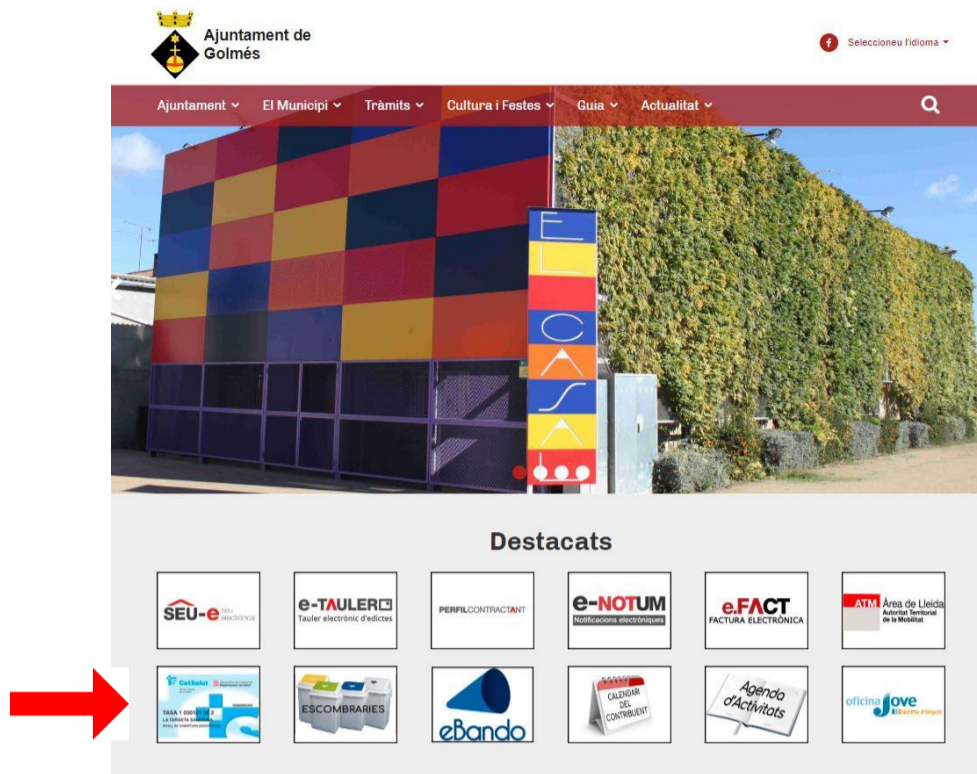 Ajuntament de
Golmés
Seleccioneu l'idioma
Ajuntament El Municipi Tràmits Cultura i Festes Guia Actualitat
EL CASAL
Destacats
SEU-e seu electrònica
e-TAULER
Tauler electrònic d'edictes
PERFILCONTRACTANT
e-NOTUM
Notificacions electròniques
e.FACT
FACTURA ELECTRÒNICA
ATM Àrea de Lleida
Autoritat Territorial
de la Mobilitat
CatSalut
LA TARGETA SANITÀRIA
ESCOMBRARIES
eBando
CALENDARI
DEL
CONTRIBUENT
Agenda
d'Activitats
oficina Jove